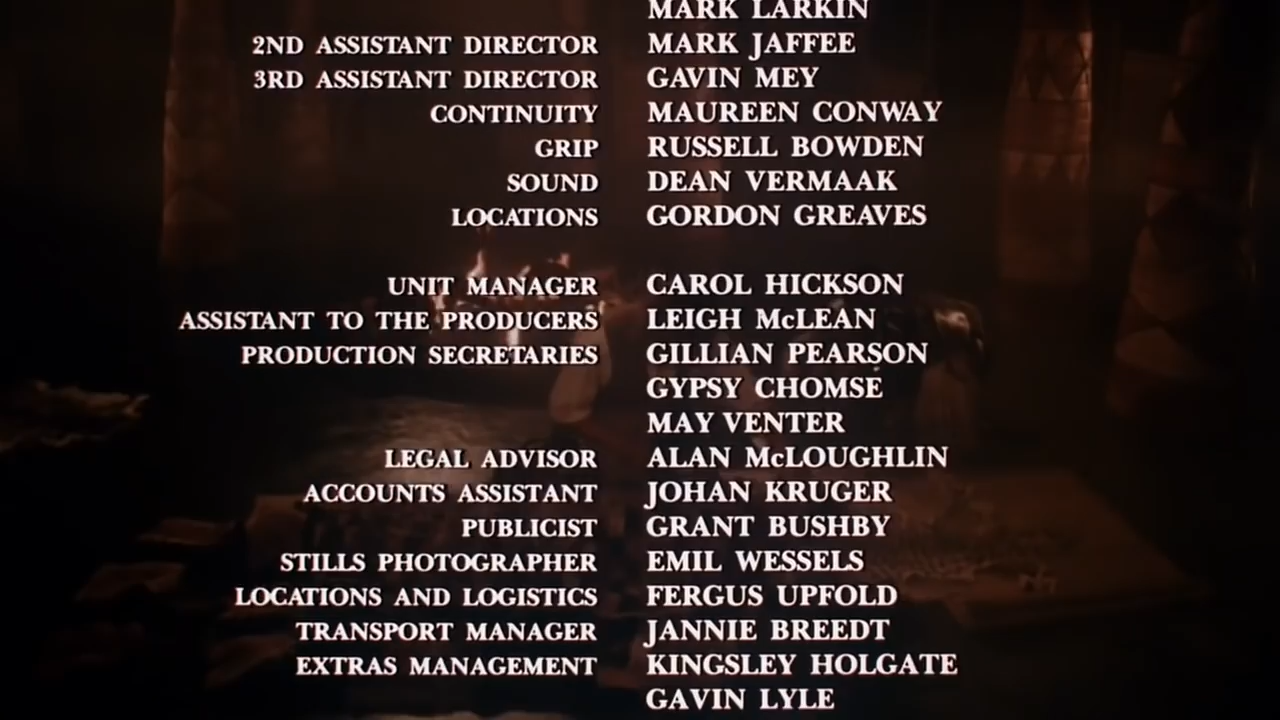 MARK LARKIN
2ND ASSISTANT DIRECTOR MARK JAFFEE
3RD ASSISTANT DIRECTOR GAVIN MEY
CONTINUITY MAUREEN CONWAY
GRIP RUSSELL BOWDEN
SOUND DEAN VERMAAK
LOCATIONS GORDON GREAVES
UNIT MANAGER CAROL HICKSON
ASSISTANT TO THE PRODUCERS LEIGH McLEAN
PRODUCTION SECRETARIES GILLIAN PEARSON
GYPSY CHOMSE
MAY VENTER
LEGAL ADVISOR ALAN McLOUGHLIN
ACCOUNTS ASSISTANT JOHAN KRUGER
PUBLICIST GRANT BUSHBY
STILLS PHOTOGRAPHER EMIL WESSELS
LOCATIONS AND LOGISTICS FERGUS UPFOLD
TRANSPORT MANAGER JANNIE BREEDT
EXTRAS MANAGEMENT KINGSLEY HOLGATE
GAVIN LYLE